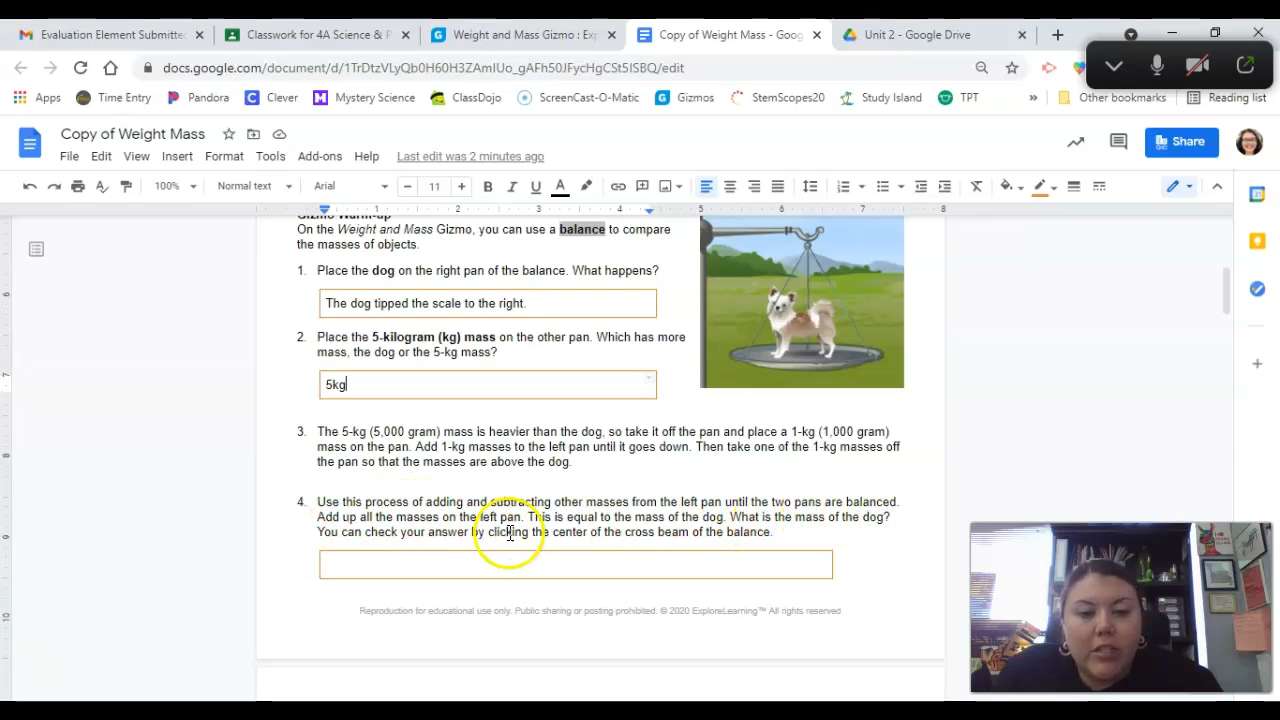 Evaluation Element Submitte
Classwork for 4A Science & P
Weight and Mass Gizmo : Exp
Copy of Weight Mass - Goog
Unit 2 - Google Drive
Apps
Time Entry
Pandora
Clever
Mystery Science
ClassDojo
ScreenCast-O-Matic
Gizmos
StemScopes20
Study Island
TPT
Other bookmarks
Reading list
Copy of Weight Mass
File Edit View Insert Format Tools Add-ons Help Last edit was 2 minutes ago
Share
100% Normal text Arial 11
1 2 3 4 5 6 7 8
Gizmo Warm-up
On the Weight and Mass Gizmo, you can use a balance to compare
the masses of objects.
1. Place the dog on the right pan of the balance. What happens?
The dog tipped the scale to the right.
2. Place the 5-kilogram (kg) mass on the other pan. Which has more
mass, the dog or the 5-kg mass?
5kg
3. The 5-kg (5,000 gram) mass is heavier than the dog, so take it off the pan and place a 1-kg (1,000 gram)
mass on the pan. Add 1-kg masses to the left pan until it goes down. Then take one of the 1-kg masses off
the pan so that the masses are above the dog.
4. Use this process of adding and subtracting other masses from the left pan until the two pans are balanced.
Add up all the masses on the left pan. This is equal to the mass of the dog. What is the mass of the dog?
You can check your answer by clicking the center of the cross beam of the balance.
Reproduction for educational use only. Public sharing or posting prohibited. © 2020 ExploreLearning™ All rights reserved